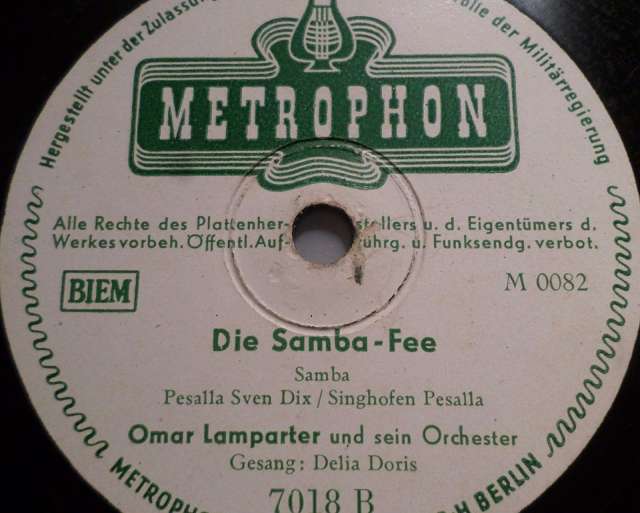 Hergestellt unter der Zulassung
olle der Militärregierung
METROPHON
Alle Rechte des Plattenher- stellers u. d. Eigentümers d.
Werkes vorbeh. Öffentl. Auf- ührg. u. Funksendg. verbot.
BIEM
M 0082
Die Samba-Fee
Samba
Pesalla Sven Dix / Singhofen Pesalla
Omar Lamparter und sein Orchester
Gesang: Delia Doris
7018 B
METROPHO
H BERLIN